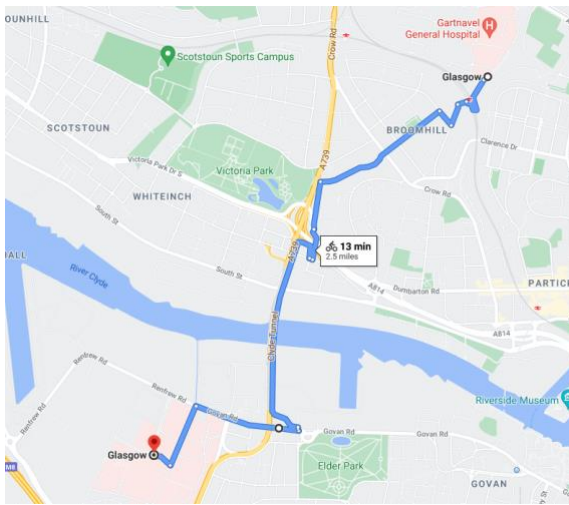 OUNHILL
Gartnavel
General Hospital
H
Crow Rd
Scotstoun Sports Campus
Glasgow
SCOTSTOUN
BROOMHILL
Clarence Dr
Victoria Park Dr S
Victoria Park
A739
WHITEINCH
Crow Rd
South St
13 min
2.5 miles
A739
DALL
River Clyde
South St
Dumbarton Rd
A814
PARTICK
A814
Clyde Tunnel
Renfrew Rd
Renfrew Rd
Riverside Museum
Govan Rd
Govan Rd
Govan Rd
Glasgow
Elder Park
M8
GOVAN